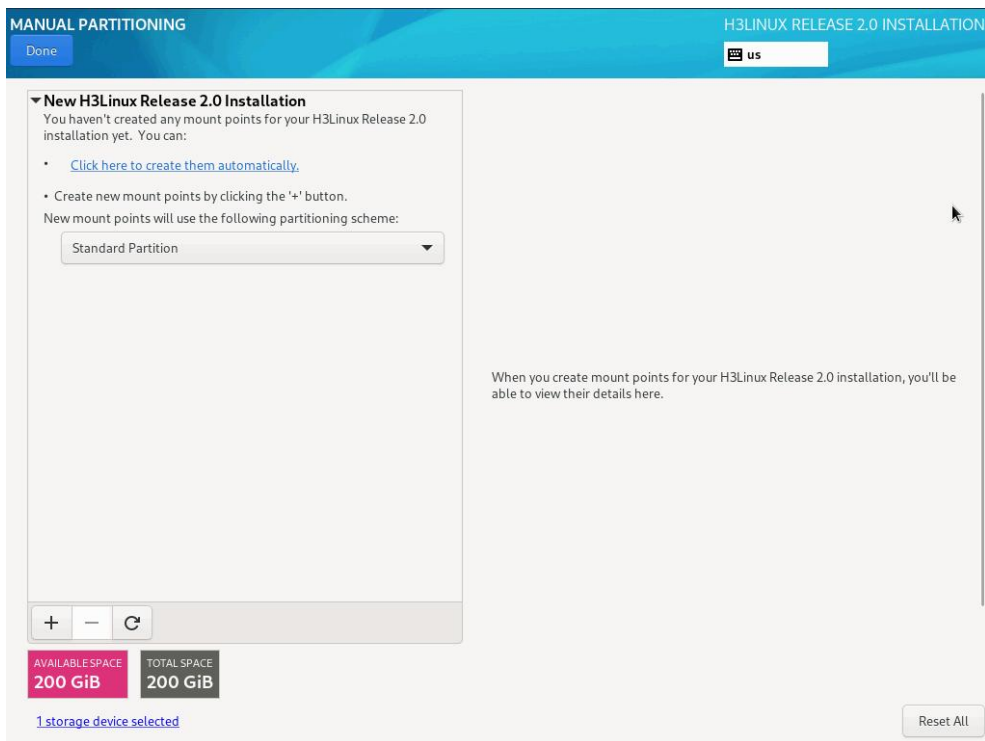 MANUAL PARTITIONING
H3LINUX RELEASE 2.0 INSTALLATION
Done
us
New H3Linux Release 2.0 Installation
You haven't created any mount points for your H3Linux Release 2.0
installation yet. You can:
• Click here to create them automatically.
• Create new mount points by clicking the '+' button.
New mount points will use the following partitioning scheme:
Standard Partition
When you create mount points for your H3Linux Release 2.0 installation, you'll be
able to view their details here.
AVAILABLE SPACE
200 GiB
TOTAL SPACE
200 GiB
1 storage device selected
Reset All